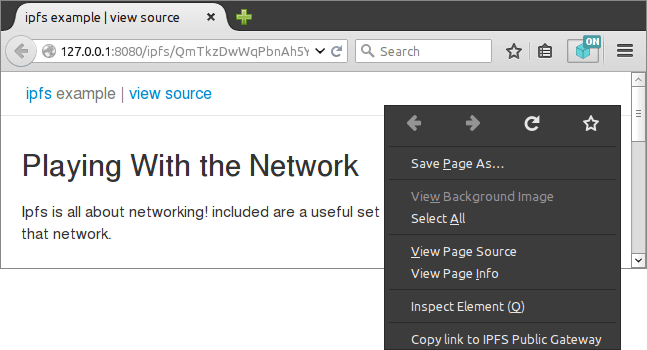 ipfs example | view source
127.0.0.1:8080/ipfs/QmTkzDwWqPbnAh5Y
Search
ON
ipfs example | view source
Playing With the Network
Ipfs is all about networking! included are a useful set
that network.
Save Page As...
View Background Image
Select All
View Page Source
View Page Info
Inspect Element (Q)
Copy link to IPFS Public Gateway